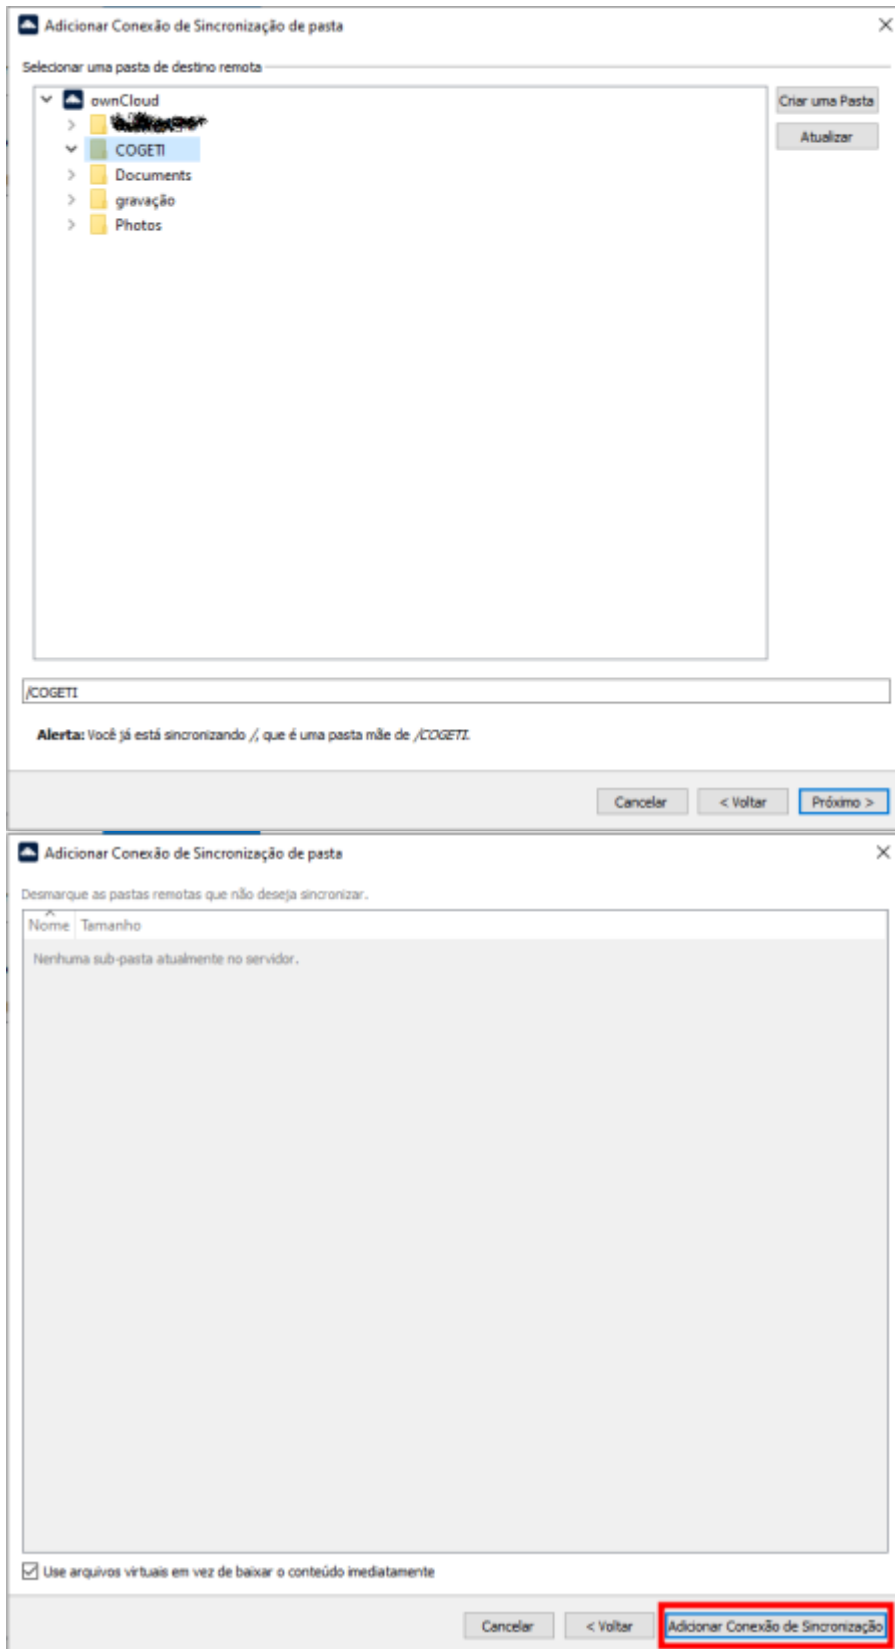 Adicionar Conexão de Sincronização de pasta
Selecionar uma pasta de destino remota
ownCloud
Criar uma Pasta
COGETI
Atualizar
Documents
gravação
Photos
/COGETI
Alerta: Você já está sincronizando /, que é uma pasta mãe de /COGETI.
Cancelar < Voltar Próximo >
Adicionar Conexão de Sincronização de pasta
Desmarque as pastas remotas que não deseja sincronizar.
Nome Tamanho
Nenhuma sub-pasta atualmente no servidor.
Use arquivos virtuais em vez de baixar o conteúdo imediatamente
Cancelar < Voltar Adicionar Conexão de Sincronização